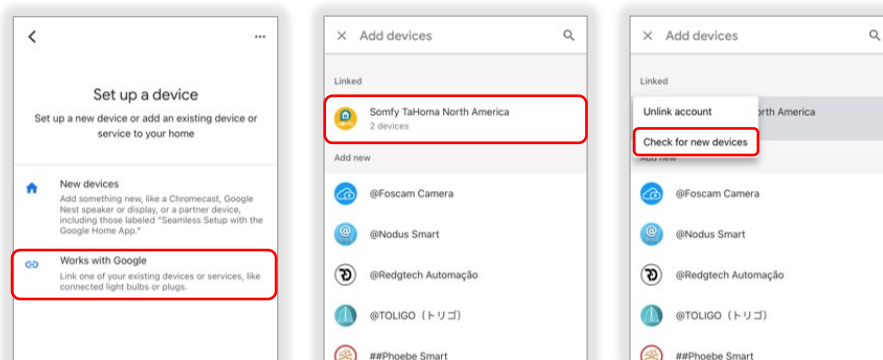 Set up a device
Set up a new device or add an existing device or
service to your home
New devices
Add something new, like a Chromecast, Google
Nest speaker or display, or a partner device,
including those labeled "Seamless Setup with the
Google Home App."
Works with Google
Link one of your existing devices or services, like
connected light bulbs or plugs.
Add devices
Linked
Somfy TaHoma North America
2 devices
Add new
@Foscam Camera
@Nodus Smart
@Redgtech Automação
@TOLIGO（トリゴ）
##Phoebe Smart
Add devices
Linked
Unlink account
orth America
Check for new devices
Add new
@Foscam Camera
@Nodus Smart
@Redgtech Automação
@TOLIGO（トリゴ）
##Phoebe Smart